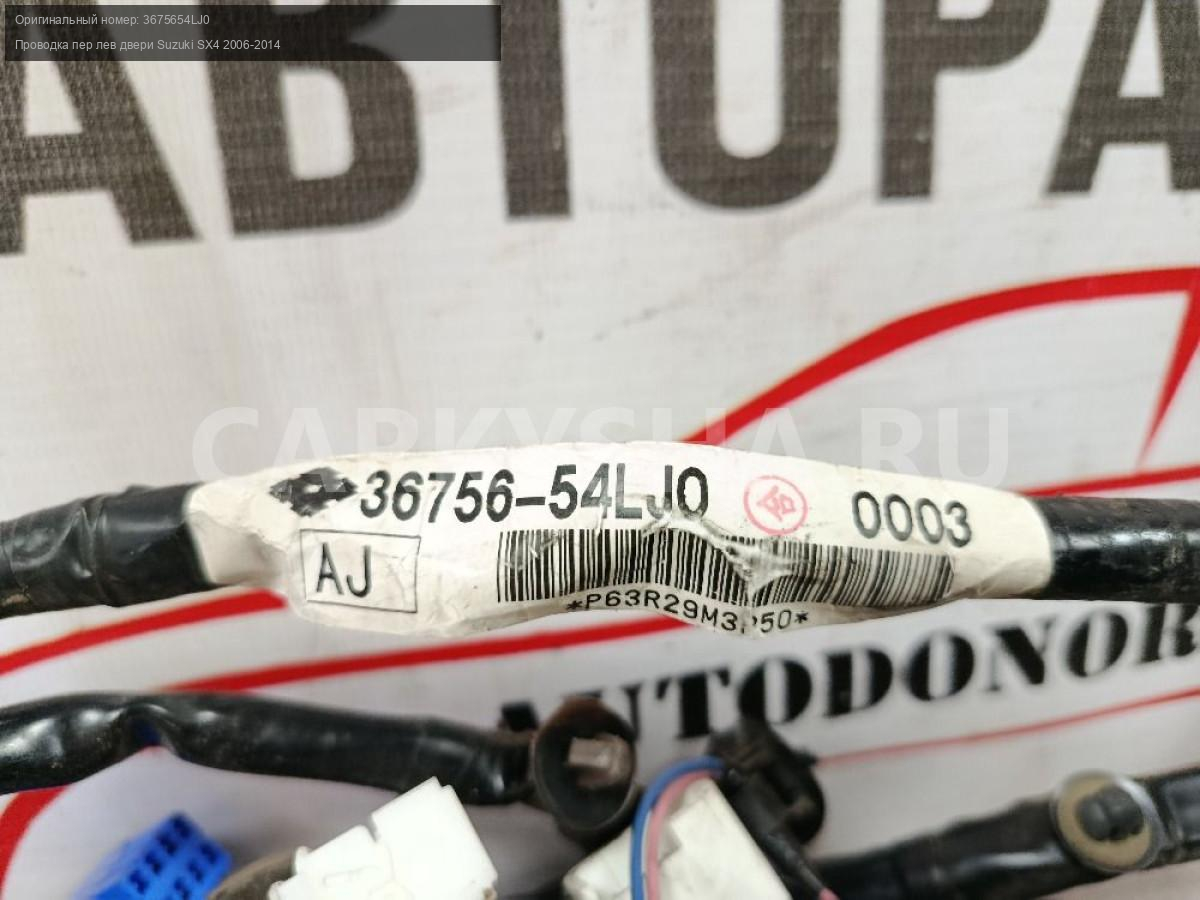 Оригинальный номер: 3675654LJ0
Проводка пер лев двери Suzuki SX4 2006-2014
АВТОРА
CARKYSHA.RU
36756-54LJ0 0003
AJ
AUTODONOR